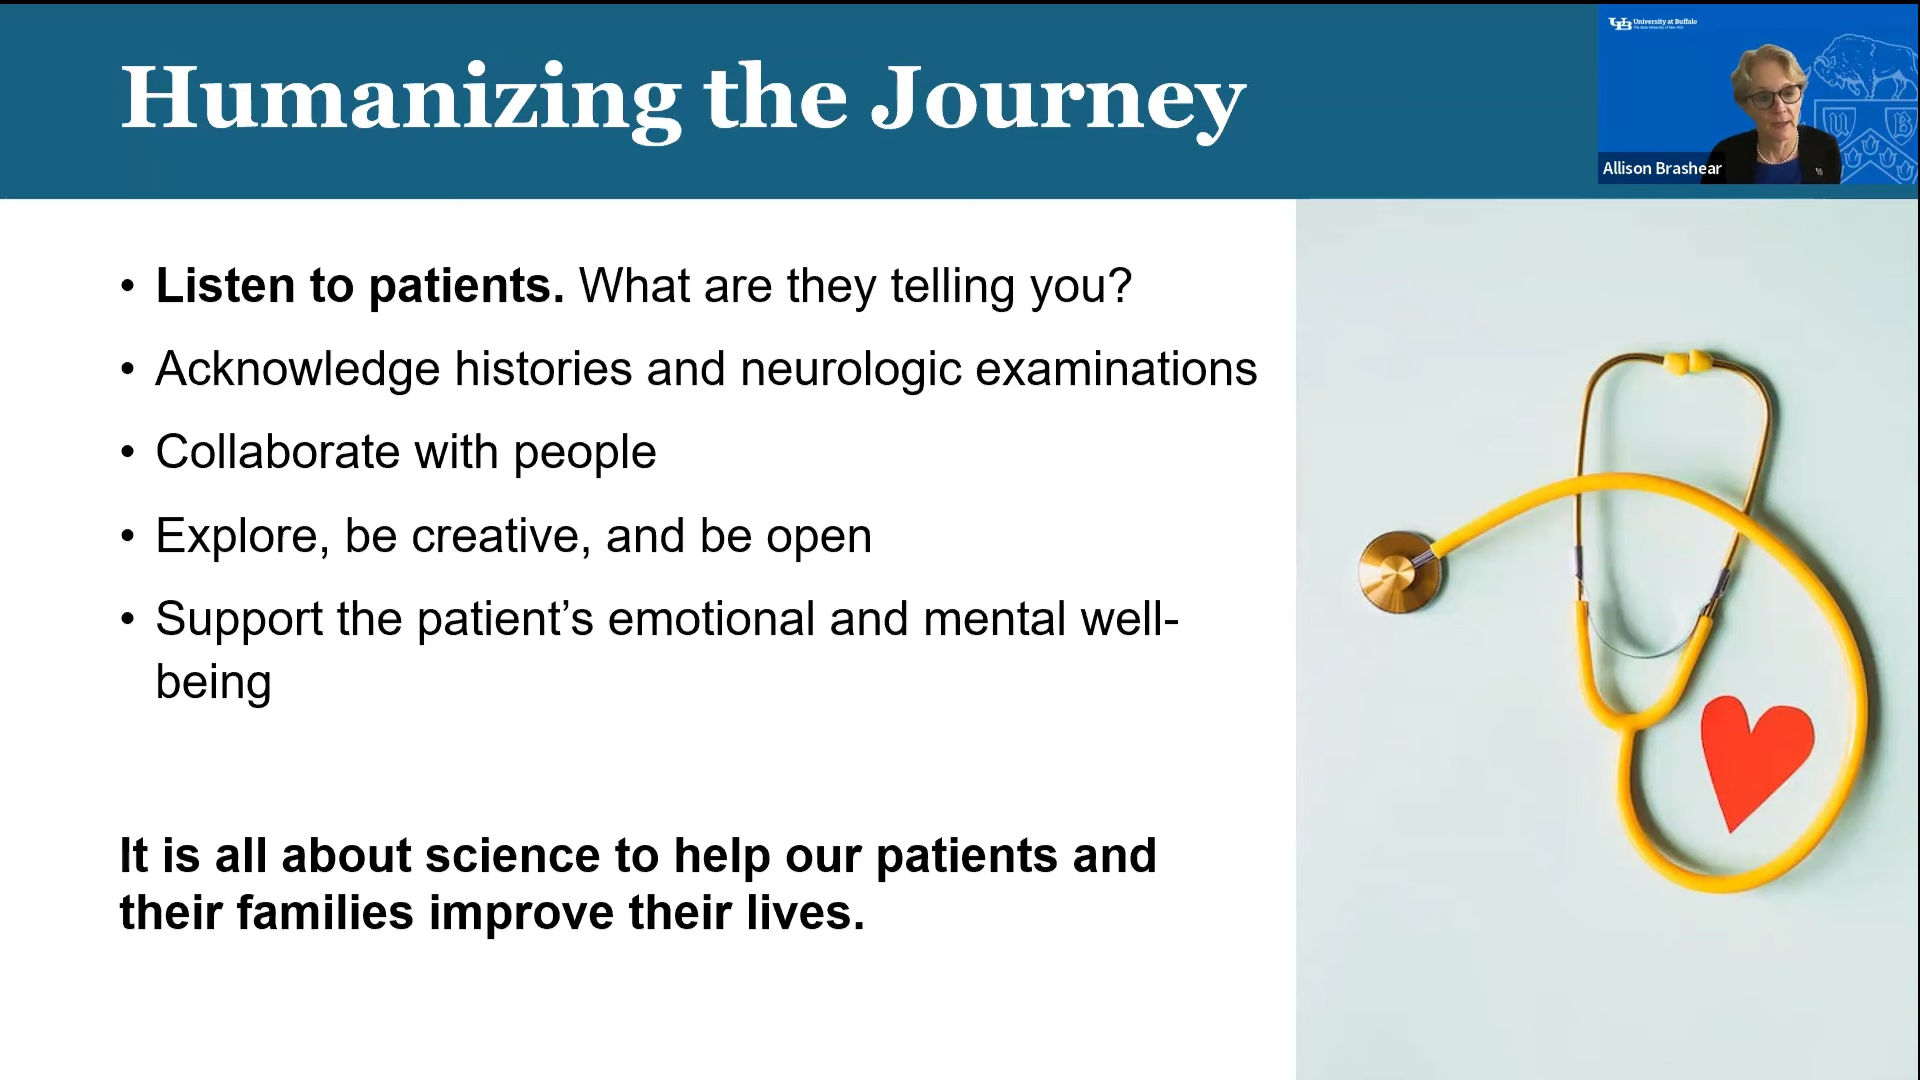 Humanizing the Journey
University at Buffalo
Allison Brashear
• Listen to patients. What are they telling you?
• Acknowledge histories and neurologic examinations
• Collaborate with people
• Explore, be creative, and be open
• Support the patient’s emotional and mental well-
being
It is all about science to help our patients and
their families improve their lives.